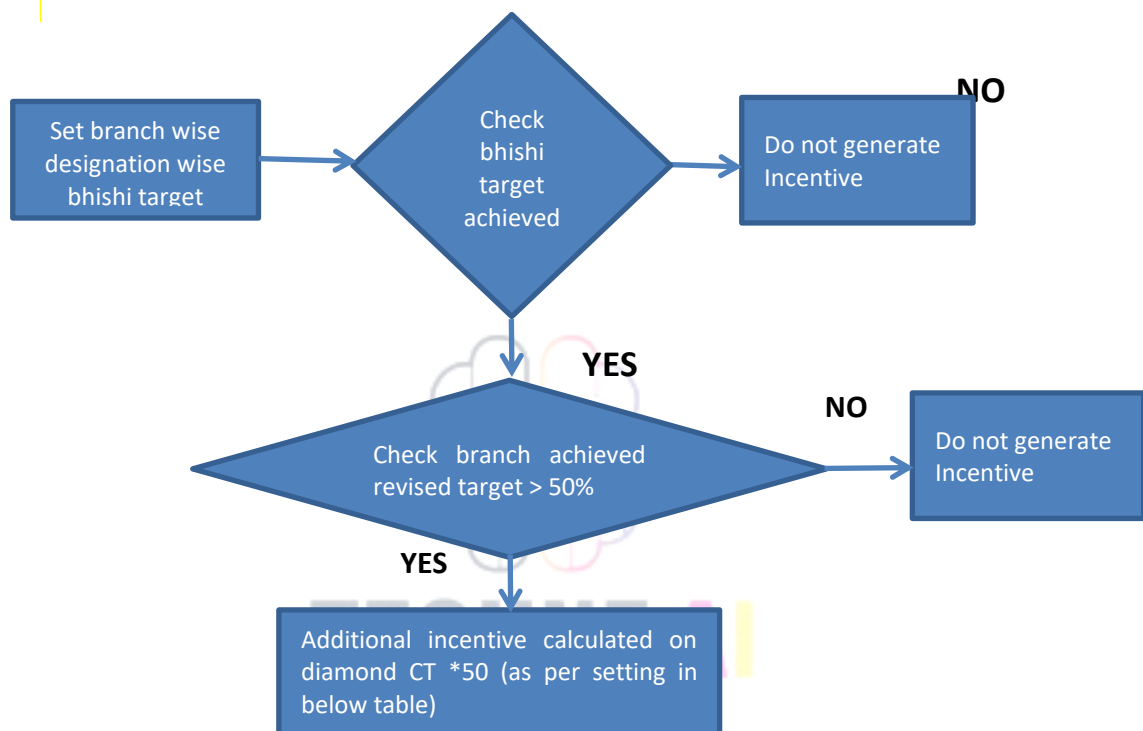 NO
Set branch wise
designation wise
bhishi target
Check
bhishi
target
achieved
Do not generate
Incentive
YES
NO
Check branch achieved
revised target > 50%
Do not generate
Incentive
YES
Additional incentive calculated on
diamond CT *50 (as per setting in
below table)